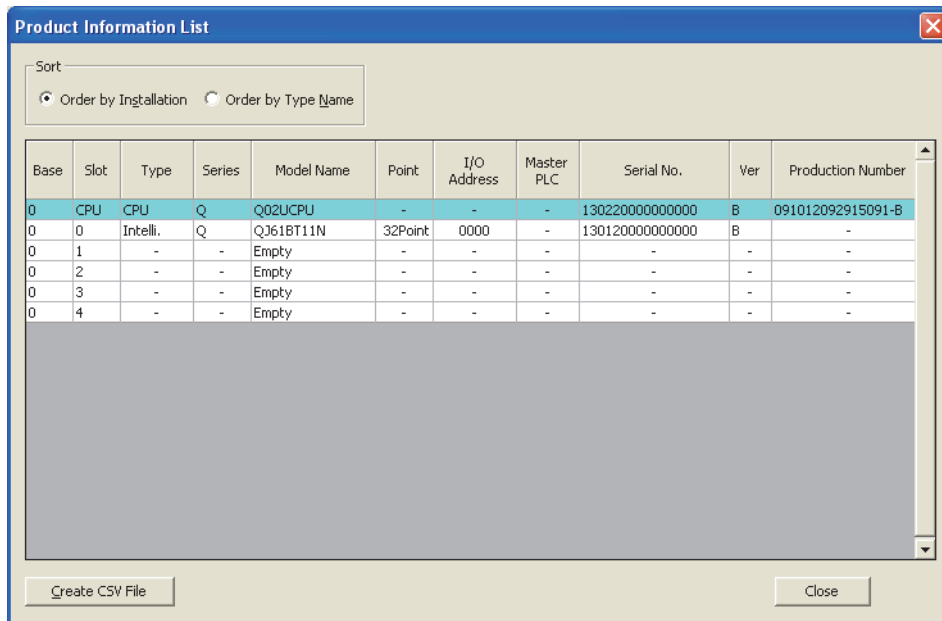 Product Information List
Sort
Order by Installation Order by Type Name
Base Slot Type Series Model Name Point I/O Address Master PLC Serial No. Ver Production Number
0 CPU CPU Q Q02UCPU - - - 130220000000000 B 091012092915091-B
0 0 Intelli. Q QJ61BT11N 32Point 0000 - 130120000000000 B -
0 1 - - Empty - - - - - -
0 2 - - Empty - - - - - -
0 3 - - Empty - - - - - -
0 4 - - Empty - - - - - -
Create CSV File Close